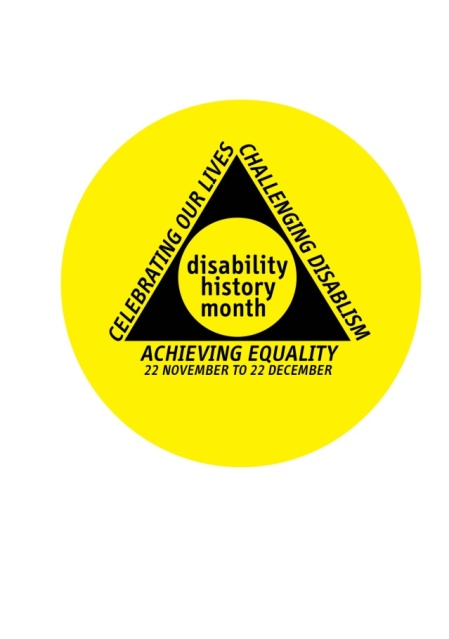 CELEBRATING OUR LIVES
CHALLENGING DISABLISM
disability
history
month
ACHIEVING EQUALITY
22 NOVEMBER TO 22 DECEMBER